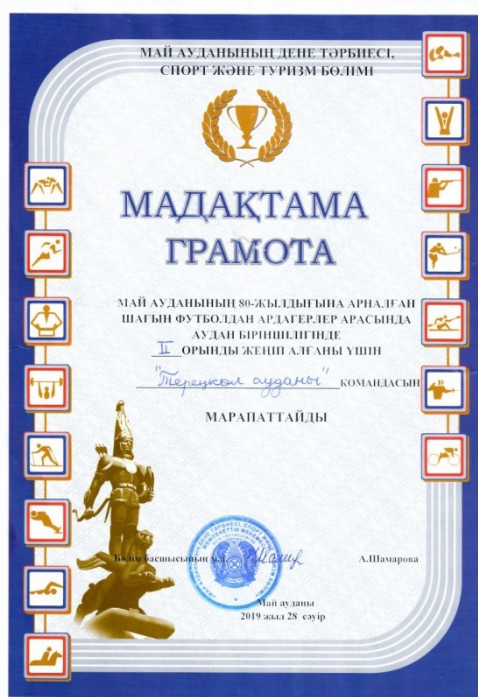 МАЙ АУДАНЫНЫҢ ДЕНЕ ТӘРБИЕСІ,
СПОРТ ЖӘНЕ ТУРИЗМ БӨЛІМІ
МАДАҚТАМА
ГРАМОТА
МАЙ АУДАНЫНЫҢ 80-ЖЫЛДЫҒЫНА АРНАЛҒАН
ШАҒЫН ФУТБОЛДАН АРДАГЕРЛЕР АРАСЫНДА
АУДАН БІРІНШІЛІГІНДЕ
II ОРЫНДЫ ЖЕҢІП АЛҒАНЫ ҮШІН
"Тереңкөл ауданы" КОМАНДАСЫН
МАРАПАТТАЙДЫ
Бөлім басшысының м.а. А.Шамарова
Май ауданы
2019 жыл 28 сәуір